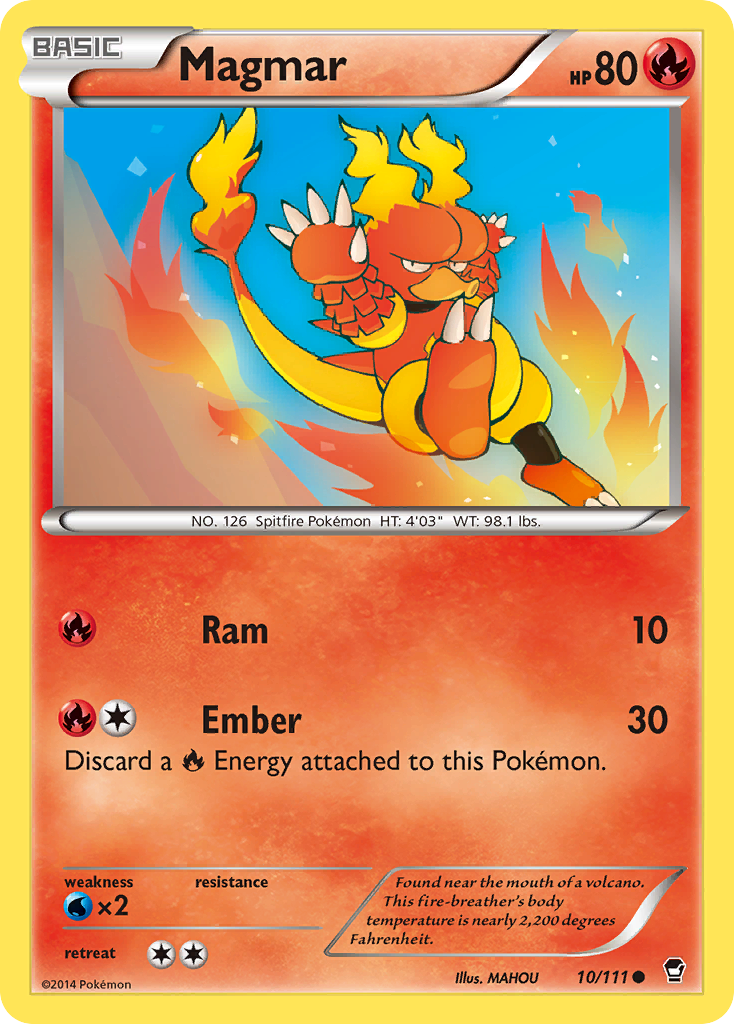 BASIC
Magmar
HP 80
NO. 126 Spitfire Pokémon HT: 4'03" WT: 98.1 lbs.
Ram 10
Ember 30
Discard a Energy attached to this Pokémon.
weakness resistance
×2
retreat
Found near the mouth of a volcano.
This fire-breather's body
temperature is nearly 2,200 degrees
Fahrenheit.
©2014 Pokémon
Illus. MAHOU
10/111